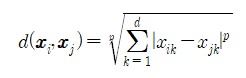 d(x_i, x_j) = \sqrt[p]{\sum_{k=1}^{d} |x_{ik} - x_{jk}|^p}